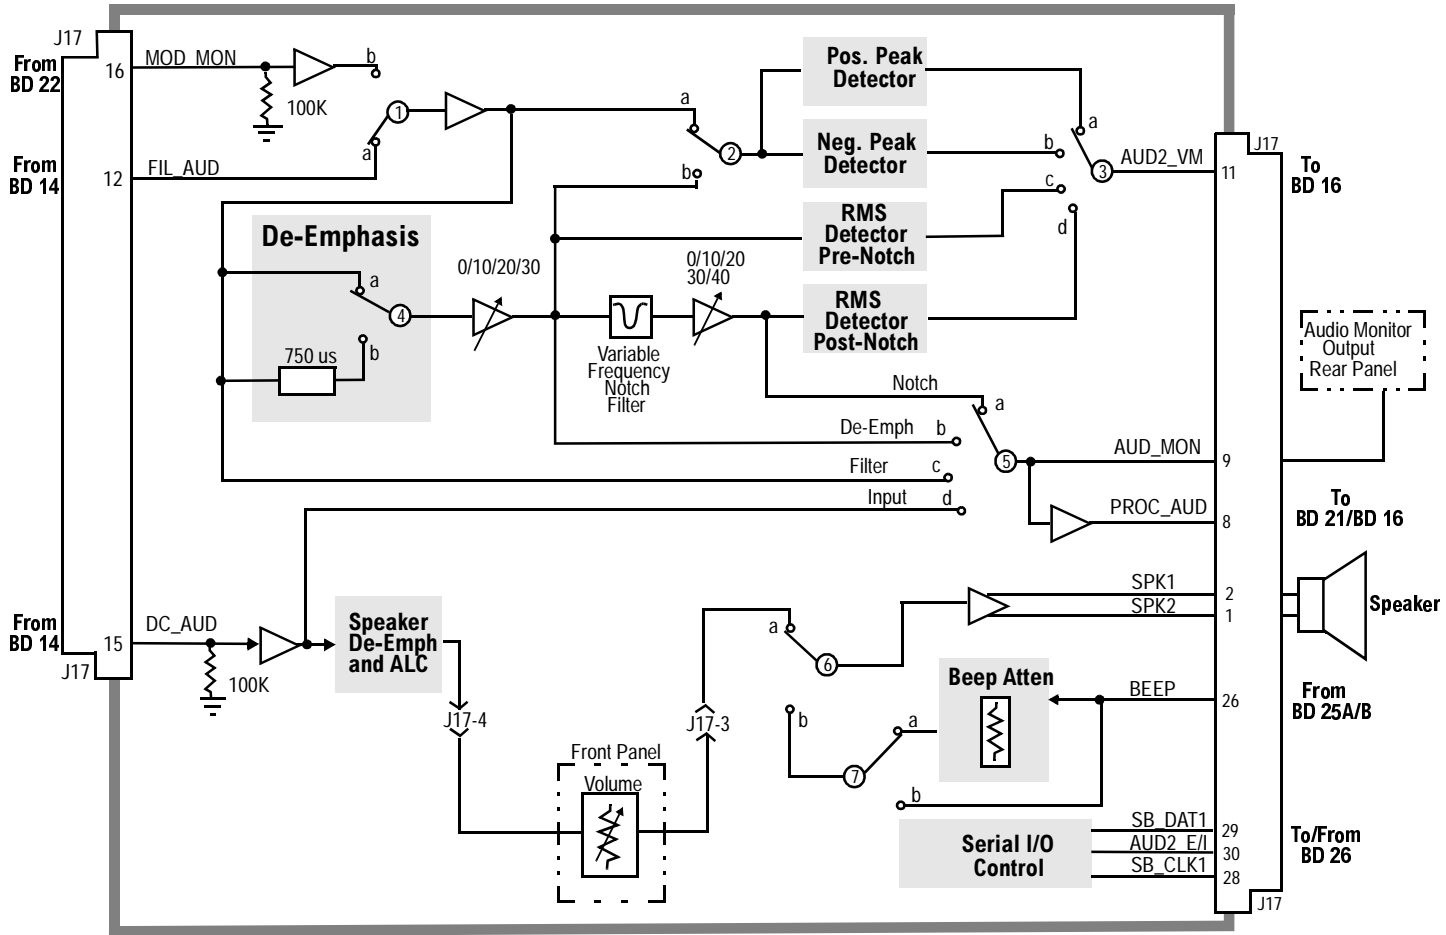 J17
From
BD 22
16
MOD_MON
100K
b
1
a
From
BD 14
12
FIL_AUD
a
2
b
Pos. Peak
Detector
Neg. Peak
Detector
RMS
Detector
Pre-Notch
RMS
Detector
Post-Notch
a
b
3
c
d
AUD2_VM
11
J17
To
BD 16
De-Emphasis
a
4
b
750 us
0/10/20/30
Variable
Frequency
Notch
Filter
0/10/20
30/40
Notch
a
De-Emph b
5
Filter c
Input d
AUD_MON
9
PROC_AUD
8
Audio Monitor
Output
Rear Panel
To
BD 21/BD 16
From
BD 14
15
J17
DC_AUD
100K
Speaker
De-Emph
and ALC
J17-4
Front Panel
Volume
J17-3
a
6
b
7
a
b
SPK1
2
SPK2
1
Speaker
Beep Atten
BEEP
26
From
BD 25A/B
Serial I/O
Control
SB_DAT1
29
AUD2_E/I
30
SB_CLK1
28
To/From
BD 26
J17